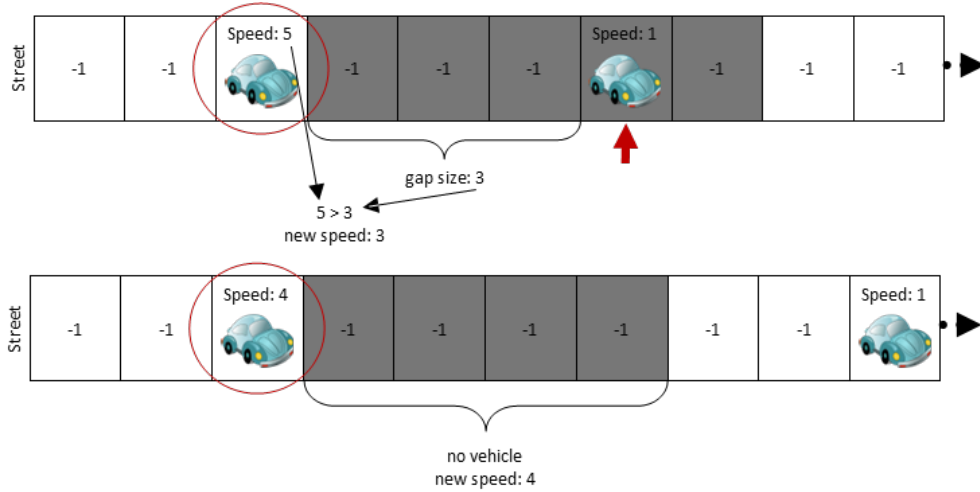 Street
-1
-1
Speed: 5
-1
-1
-1
Speed: 1
-1
-1
-1
gap size: 3
5 > 3
new speed: 3
Street
-1
-1
Speed: 4
-1
-1
-1
-1
-1
-1
Speed: 1
no vehicle
new speed: 4